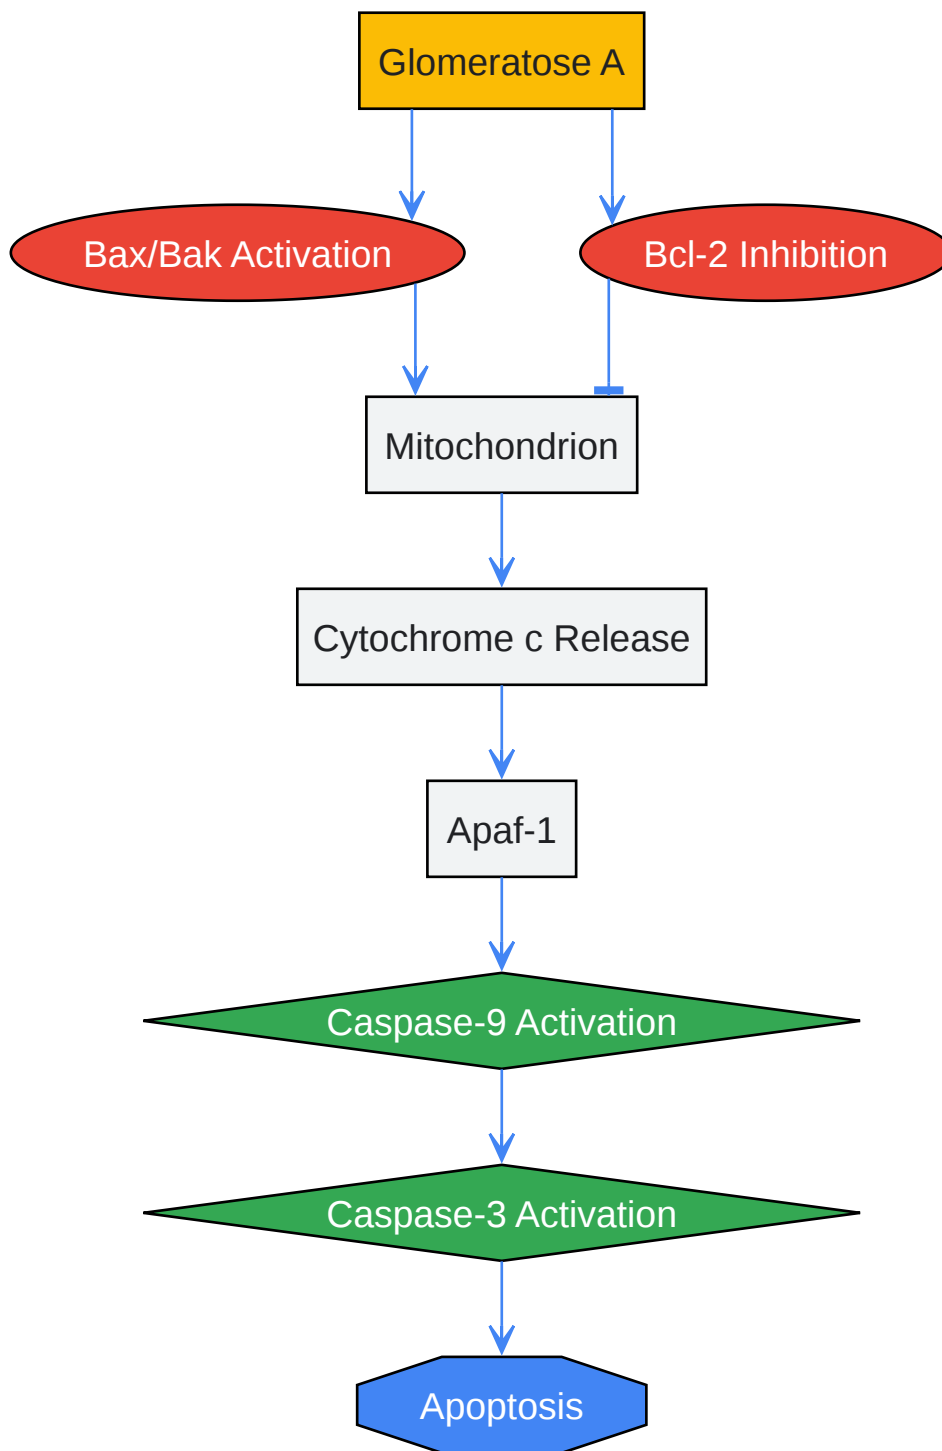 Glomeratose A
Bax/Bak Activation
Bcl-2 Inhibition
Mitochondrion
Cytochrome c Release
Apaf-1
Caspase-9 Activation
Caspase-3 Activation
Apoptosis